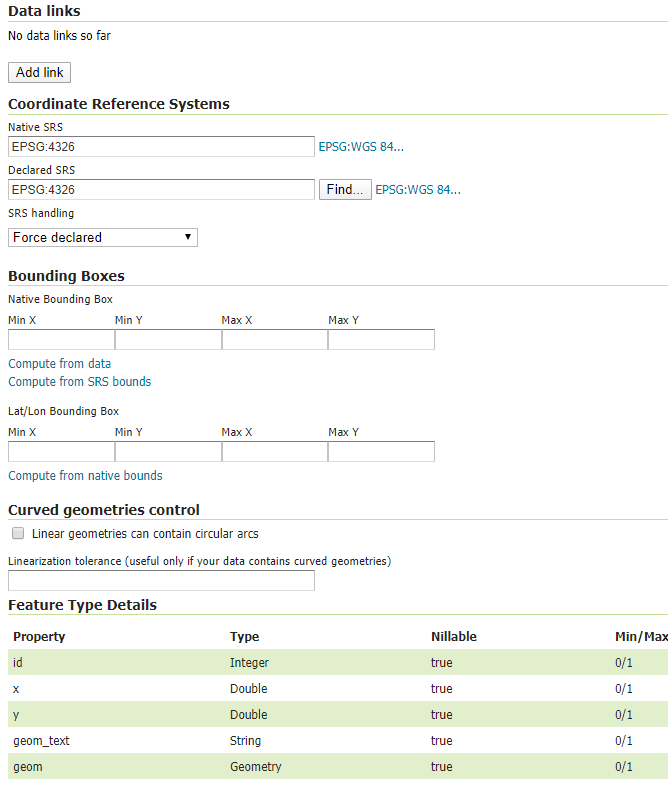 Data links
No data links so far
Add link
Coordinate Reference Systems
Native SRS
EPSG:4326 EPSG:WGS 84...
Declared SRS
EPSG:4326 Find... EPSG:WGS 84...
SRS handling
Force declared
Bounding Boxes
Native Bounding Box
Min X Min Y Max X Max Y
Compute from data
Compute from SRS bounds
Lat/Lon Bounding Box
Min X Min Y Max X Max Y
Compute from native bounds
Curved geometries control
Linear geometries can contain circular arcs
Linearization tolerance (useful only if your data contains curved geometries)
Feature Type Details
Property Type Nillable Min/Max
id Integer true 0/1
x Double true 0/1
y Double true 0/1
geom_text String true 0/1
geom Geometry true 0/1